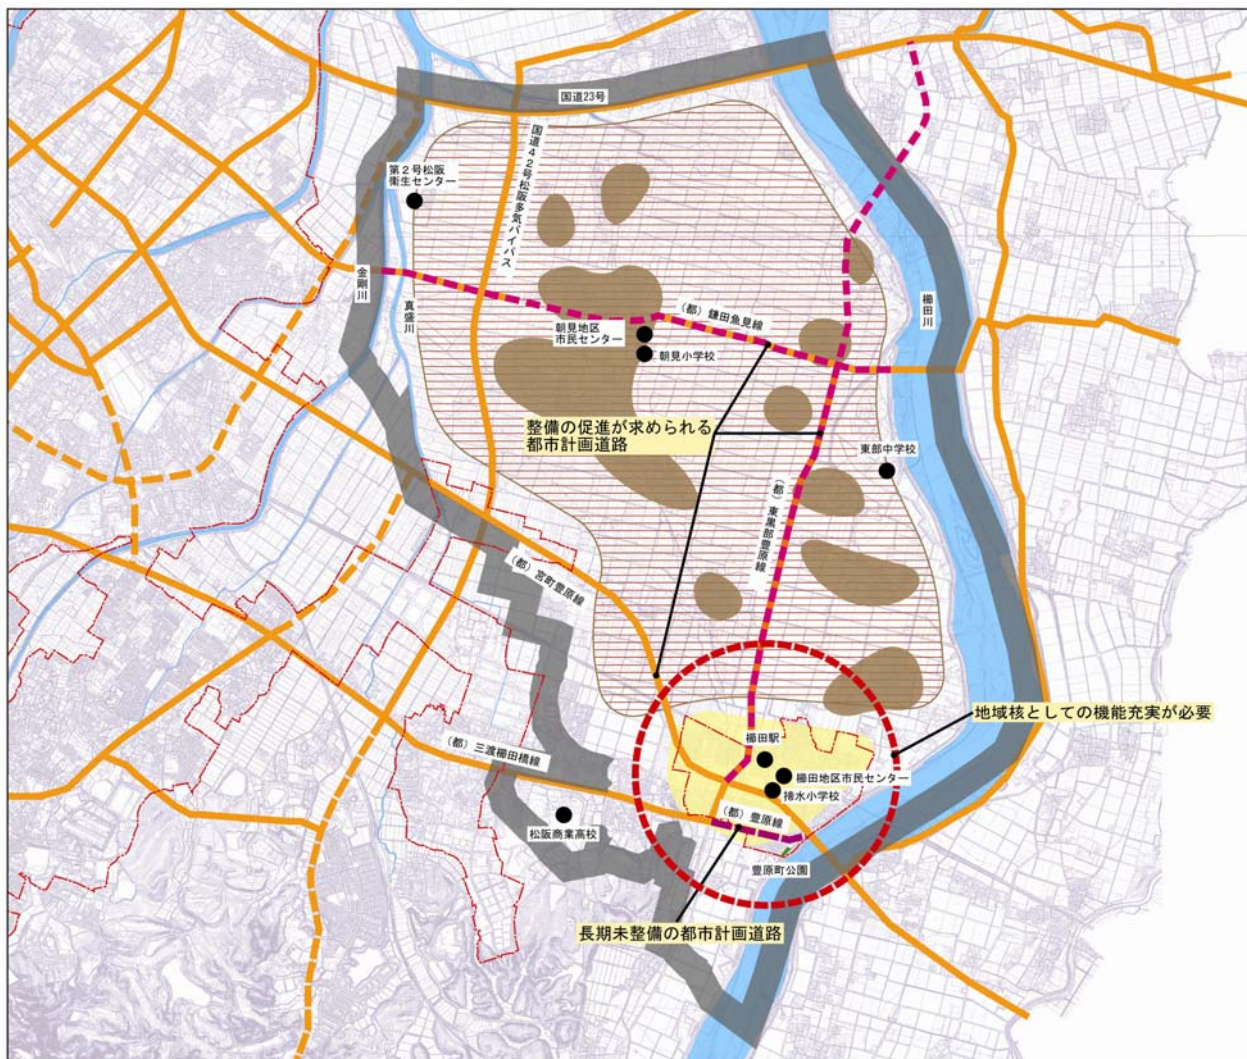 国道23号
国道42号松阪多気バイパス
第2号松阪
衛生センター
金剛川
真盛川
櫛田川
(都)鎌田魚見線
朝見地区
市民センター
朝見小学校
整備の促進が求められる
都市計画道路
東部中学校
(都)東黒部豊原線
(都)宮町豊原線
地域核としての機能充実が必要
櫛田駅
(都)三渡櫛田橋線
櫛田地区市民センター
揥水小学校
(都)豊原線
松阪商業高校
豊原町公園
長期未整備の都市計画道路